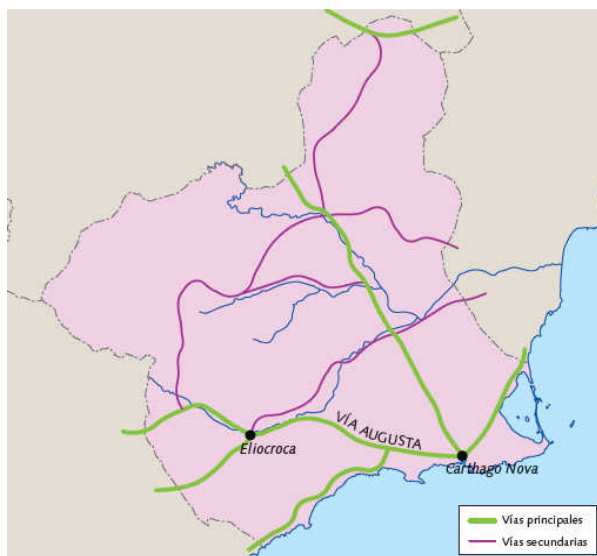 VÍA AUGUSTA
Eliocroca
Carthago Nova
Vías principales
Vías secundarias